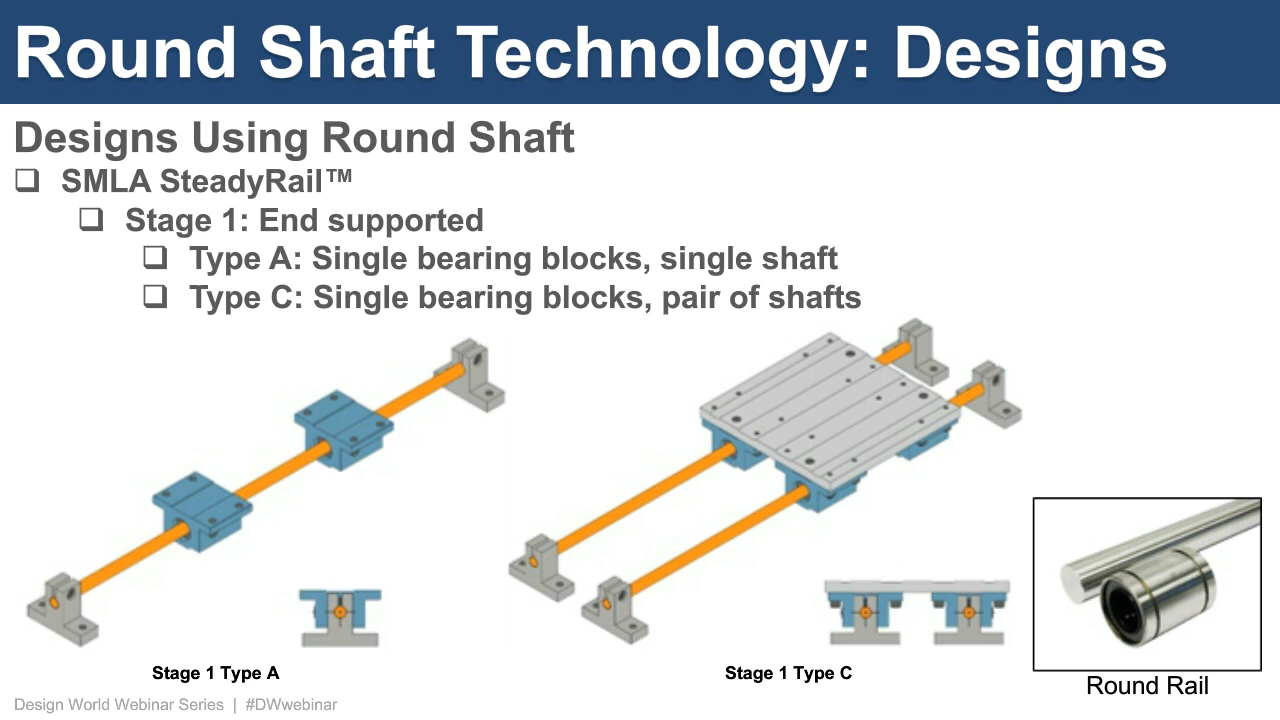 Round Shaft Technology: Designs
Designs Using Round Shaft
❑ SMLA SteadyRail™
❑ Stage 1: End supported
❑ Type A: Single bearing blocks, single shaft
❑ Type C: Single bearing blocks, pair of shafts
Stage 1 Type A
Stage 1 Type C
Round Rail
Design World Webinar Series | #DWwebinar